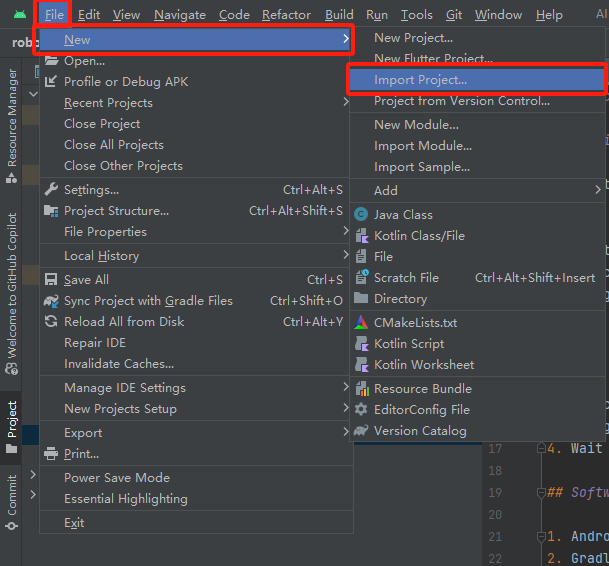 File Edit View Navigate Code Refactor Build Run Tools Git Window Help AI
robo
New
Open...
Profile or Debug APK
Recent Projects
Close Project
Close All Projects
Close Other Projects
Settings... Ctrl+Alt+S
Project Structure... Ctrl+Alt+Shift+S
File Properties
Local History
Save All Ctrl+S
Sync Project with Gradle Files Ctrl+Shift+O
Reload All from Disk Ctrl+Alt+Y
Repair IDE
Invalidate Caches...
Manage IDE Settings
New Projects Setup
Export
Print...
Power Save Mode
Essential Highlighting
Exit
New Project...
New Flutter Project...
Import Project...
Project from Version Control...
New Module...
Import Module...
Import Sample...
Add
Java Class
Kotlin Class/File
File
Scratch File Ctrl+Alt+Shift+Insert
Directory
CMakeLists.txt
Kotlin Script
Kotlin Worksheet
Resource Bundle
EditorConfig File
Version Catalog
Resource Manager
Welcome to GitHub Copilot
Project
Commit
17 4. Wait
18
19 ## Softw
20
21 1. Andro
22 2. Gradl